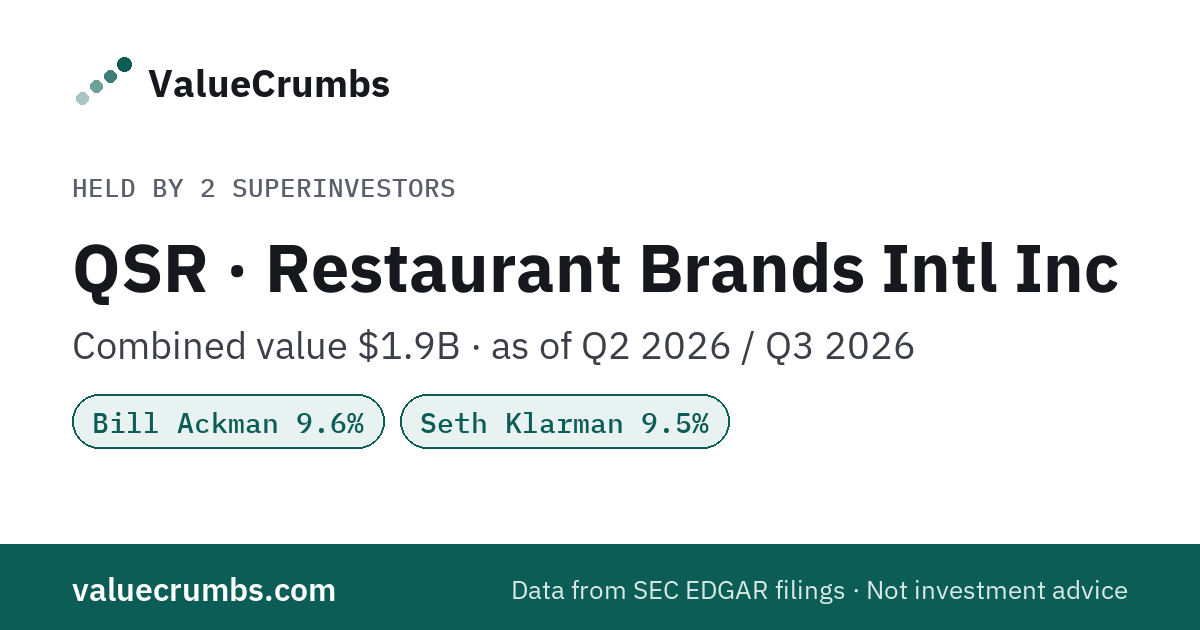 ValueCrumbs
HELD BY 2 SUPERINVESTORS
QSR · Restaurant Brands Intl Inc
Combined value $1.9B · as of Q2 2026 / Q3 2026
Bill Ackman 9.6% Seth Klarman 9.5%
valuecrumbs.com Data from SEC EDGAR filings · Not investment advice